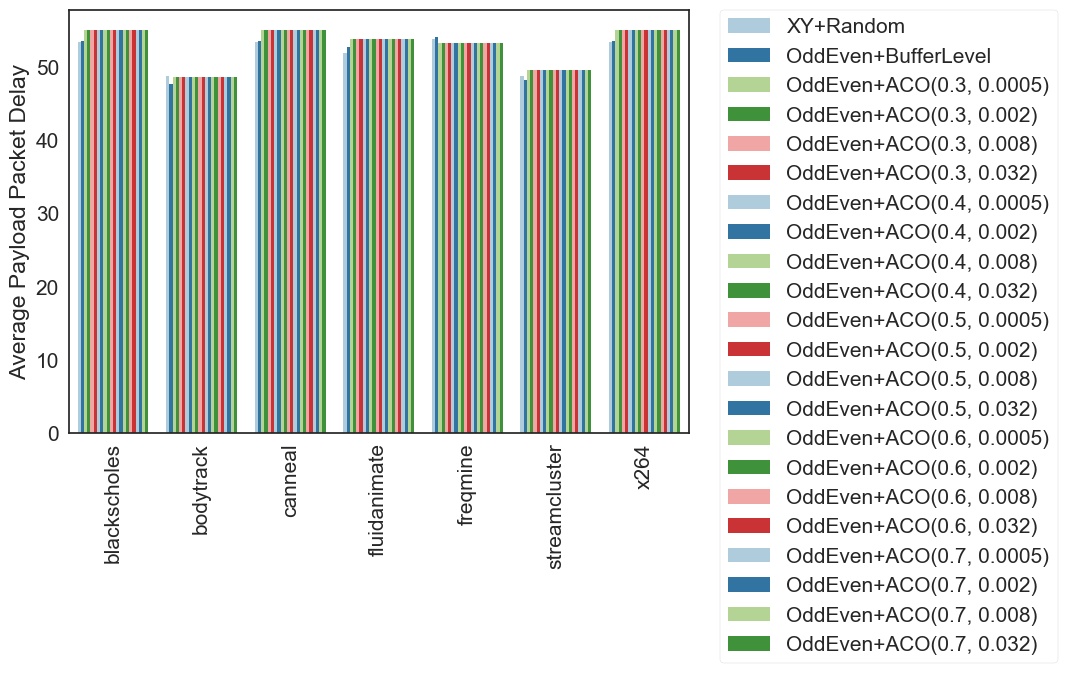 Average Payload Packet Delay
50
40
30
20
10
0
blackscholes
bodytrack
canneal
fluidanimate
freqmine
streamcluster
x264
XY+Random
OddEven+BufferLevel
OddEven+ACO(0.3, 0.0005)
OddEven+ACO(0.3, 0.002)
OddEven+ACO(0.3, 0.008)
OddEven+ACO(0.3, 0.032)
OddEven+ACO(0.4, 0.0005)
OddEven+ACO(0.4, 0.002)
OddEven+ACO(0.4, 0.008)
OddEven+ACO(0.4, 0.032)
OddEven+ACO(0.5, 0.0005)
OddEven+ACO(0.5, 0.002)
OddEven+ACO(0.5, 0.008)
OddEven+ACO(0.5, 0.032)
OddEven+ACO(0.6, 0.0005)
OddEven+ACO(0.6, 0.002)
OddEven+ACO(0.6, 0.008)
OddEven+ACO(0.6, 0.032)
OddEven+ACO(0.7, 0.0005)
OddEven+ACO(0.7, 0.002)
OddEven+ACO(0.7, 0.008)
OddEven+ACO(0.7, 0.032)